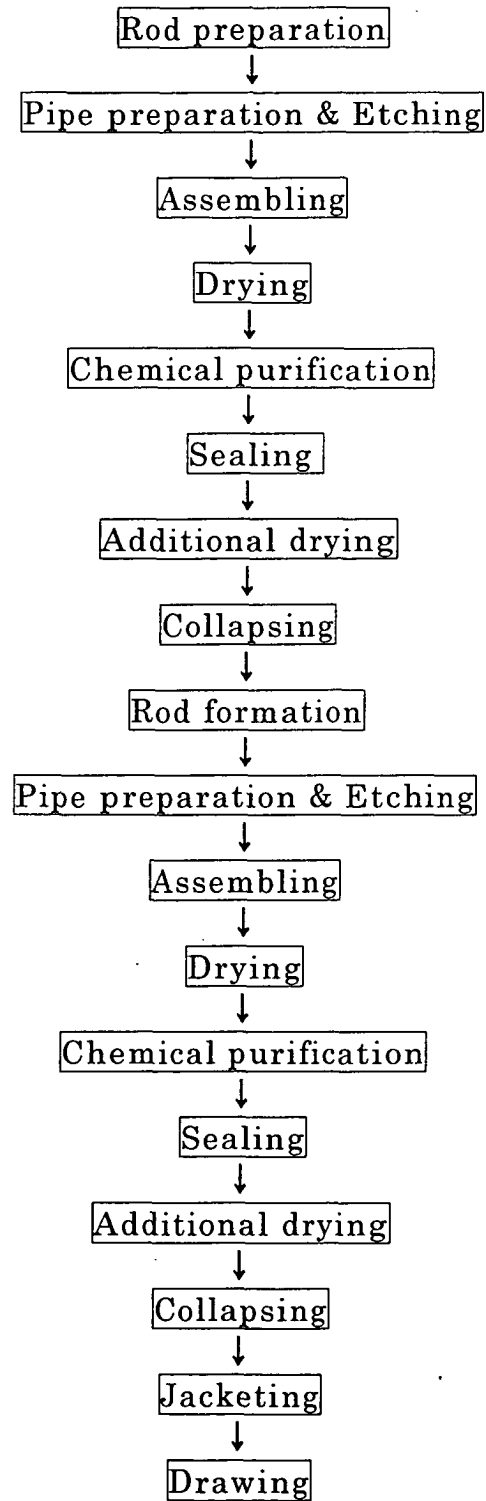 Rod preparation
Pipe preparation & Etching
Assembling
Drying
Chemical purification
Sealing
Additional drying
Collapsing
Rod formation
Pipe preparation & Etching
Assembling
Drying
Chemical purification
Sealing
Additional drying
Collapsing
Jacketing
Drawing